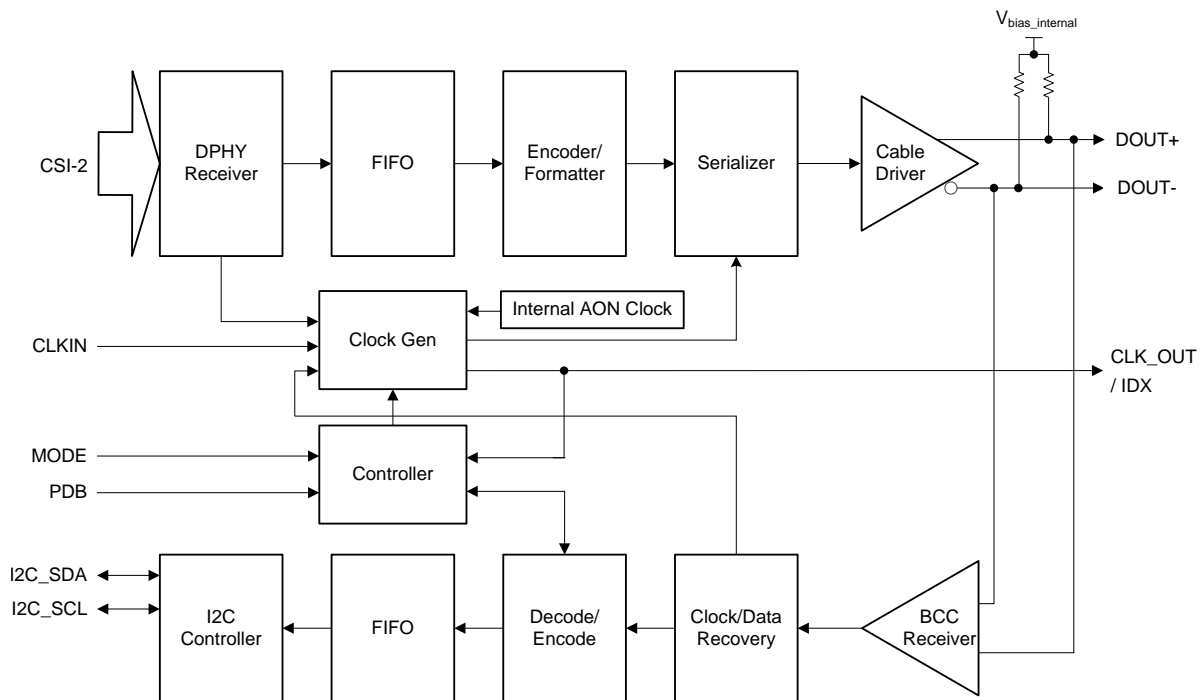 V bias_internal
CSI-2
DPHY
Receiver
FIFO
Encoder/
Formatter
Serializer
Cable
Driver
DOUT+
DOUT-
Internal AON Clock
CLKIN
Clock Gen
CLK_OUT
/ IDX
MODE
PDB
Controller
I2C_SDA
I2C_SCL
I2C
Controller
FIFO
Decode/
Encode
Clock/Data
Recovery
BCC
Receiver